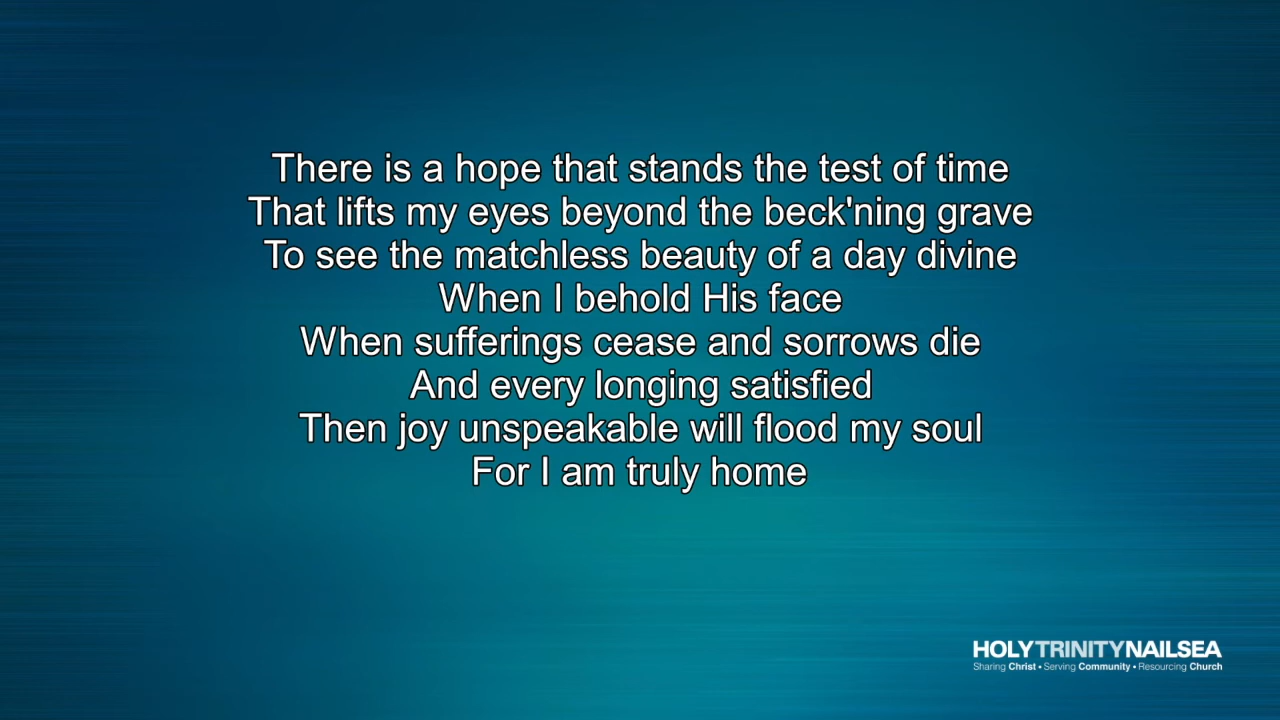 There is a hope that stands the test of time
That lifts my eyes beyond the beck'ning grave
To see the matchless beauty of a day divine
When I behold His face
When sufferings cease and sorrows die
And every longing satisfied
Then joy unspeakable will flood my soul
For I am truly home
HOLYTRINITYNAILSEA
Sharing Christ • Serving Community • Resourcing Church